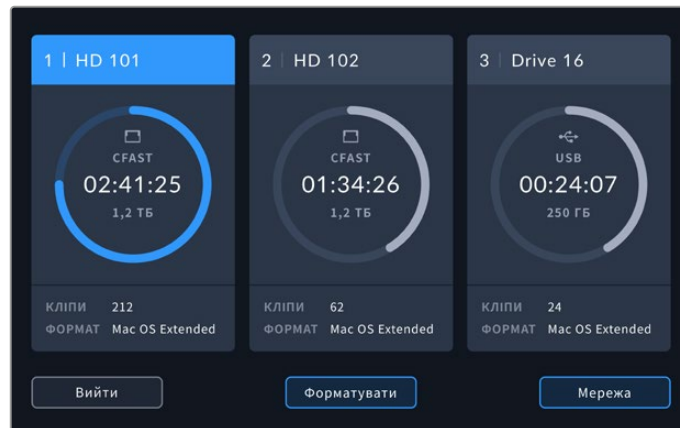 1 | HD 101
CFAST
02:41:25
1,2 ТБ
КЛІПИ 212
ФОРМАТ Mac OS Extended
2 | HD 102
CFAST
01:34:26
1,2 ТБ
КЛІПИ 62
ФОРМАТ Mac OS Extended
3 | Drive 16
USB
00:24:07
250 ГБ
КЛІПИ 24
ФОРМАТ Mac OS Extended
Вийти
Форматувати
Мережа